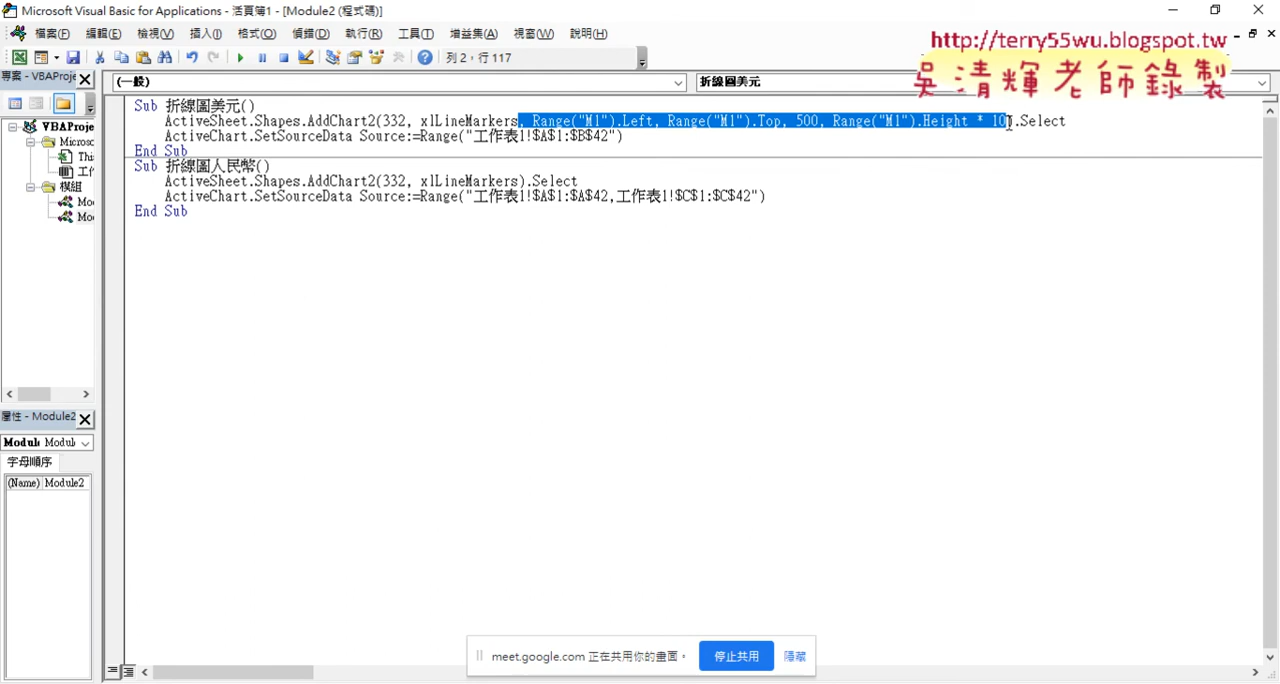 Microsoft Visual Basic for Applications - 活頁簿1 - [Module2 (程式碼)]
檔案(F) 編輯(E) 檢視(V) 插入(I) 格式(O) 偵錯(D) 執行(R) 工具(T) 增益集(A) 視窗(W) 說明(H)
http://terry55wu.blogspot.tw
吳清輝老師錄製
列 2，行 117
專案 - VBAProje
(一般)
折線圖美元
VBAProje
Microso
Thi
工作
模組
Mo
Mo
Sub 折線圖美元()
ActiveSheet.Shapes.AddChart2(332, xlLineMarkers, Range("M1").Left, Range("M1").Top, 500, Range("M1").Height * 10).Select
ActiveChart.SetSourceData Source:=Range("工作表1!$A$1:$B$42")
End Sub
Sub 折線圖人民幣()
ActiveSheet.Shapes.AddChart2(332, xlLineMarkers).Select
ActiveChart.SetSourceData Source:=Range("工作表1!$A$1:$A$42,工作表1!$C$1:$C$42")
End Sub
屬性 - Module2
Modul Modul
字母順序
(Name) Module2
meet.google.com 正在共用你的畫面。 停止共用 隱藏